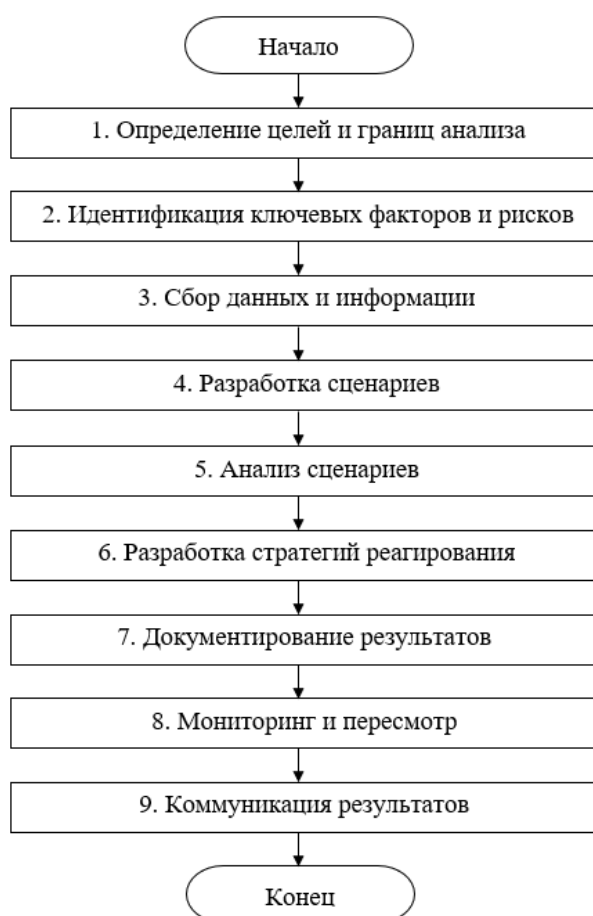 Начало
1. Определение целей и границ анализа
2. Идентификация ключевых факторов и рисков
3. Сбор данных и информации
4. Разработка сценариев
5. Анализ сценариев
6. Разработка стратегий реагирования
7. Документирование результатов
8. Мониторинг и пересмотр
9. Коммуникация результатов
Конец